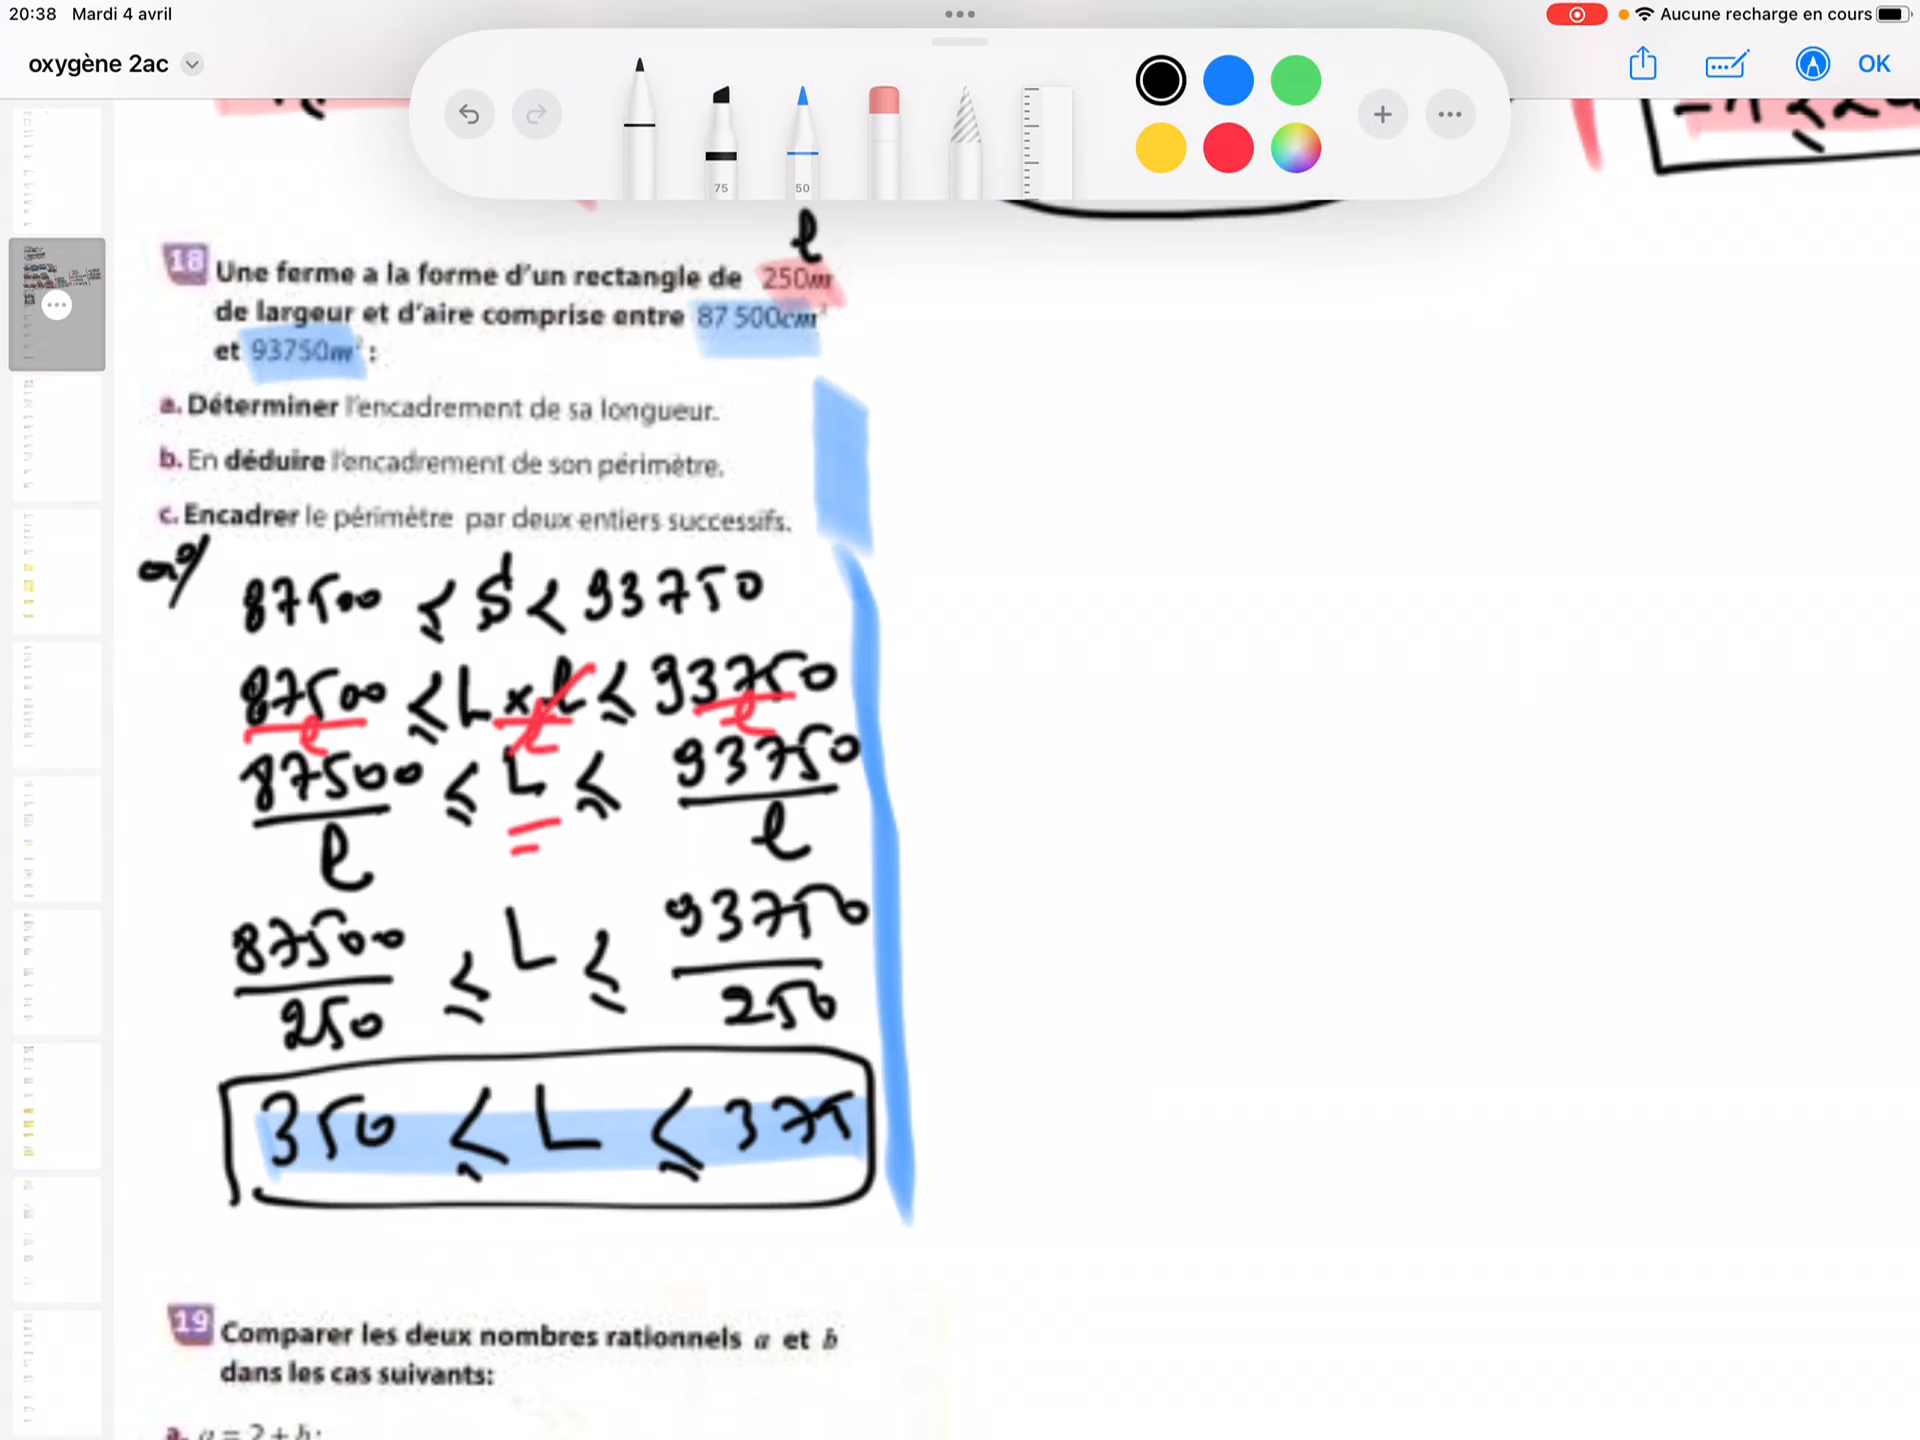 20:38 Mardi 4 avril
Aucune recharge en cours
oxygène 2ac
OK
75
50
l
18 Une ferme a la forme d'un rectangle de 250m
de largeur et d'aire comprise entre 87 500cm²
et 93750m² :
a. Déterminer l'encadrement de sa longueur.
b. En déduire l'encadrement de son périmètre.
c. Encadrer le périmètre par deux entiers successifs.
a°/
87500 ≤ S < 93750
87500/l ≤ L x l/l ≤ 93750/l
87500/l ≤ L ≤ 93750/l
87500/250 ≤ L ≤ 93750/250
350 ≤ L ≤ 375
19 Comparer les deux nombres rationnels a et b
dans les cas suivants:
a. a = 2 + b;